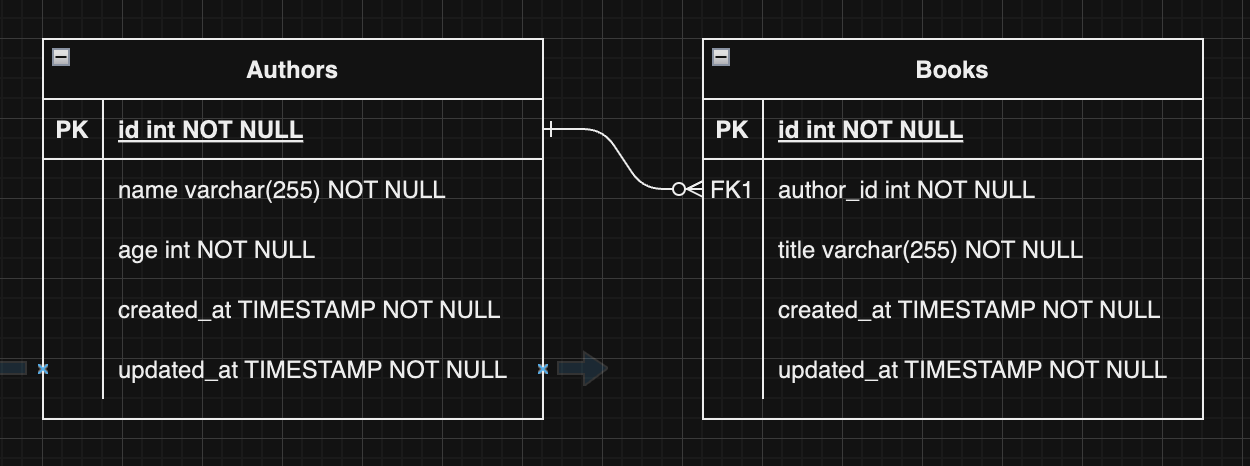 Authors
PK id int NOT NULL
name varchar(255) NOT NULL
age int NOT NULL
created_at TIMESTAMP NOT NULL
updated_at TIMESTAMP NOT NULL
Books
PK id int NOT NULL
FK1 author_id int NOT NULL
title varchar(255) NOT NULL
created_at TIMESTAMP NOT NULL
updated_at TIMESTAMP NOT NULL